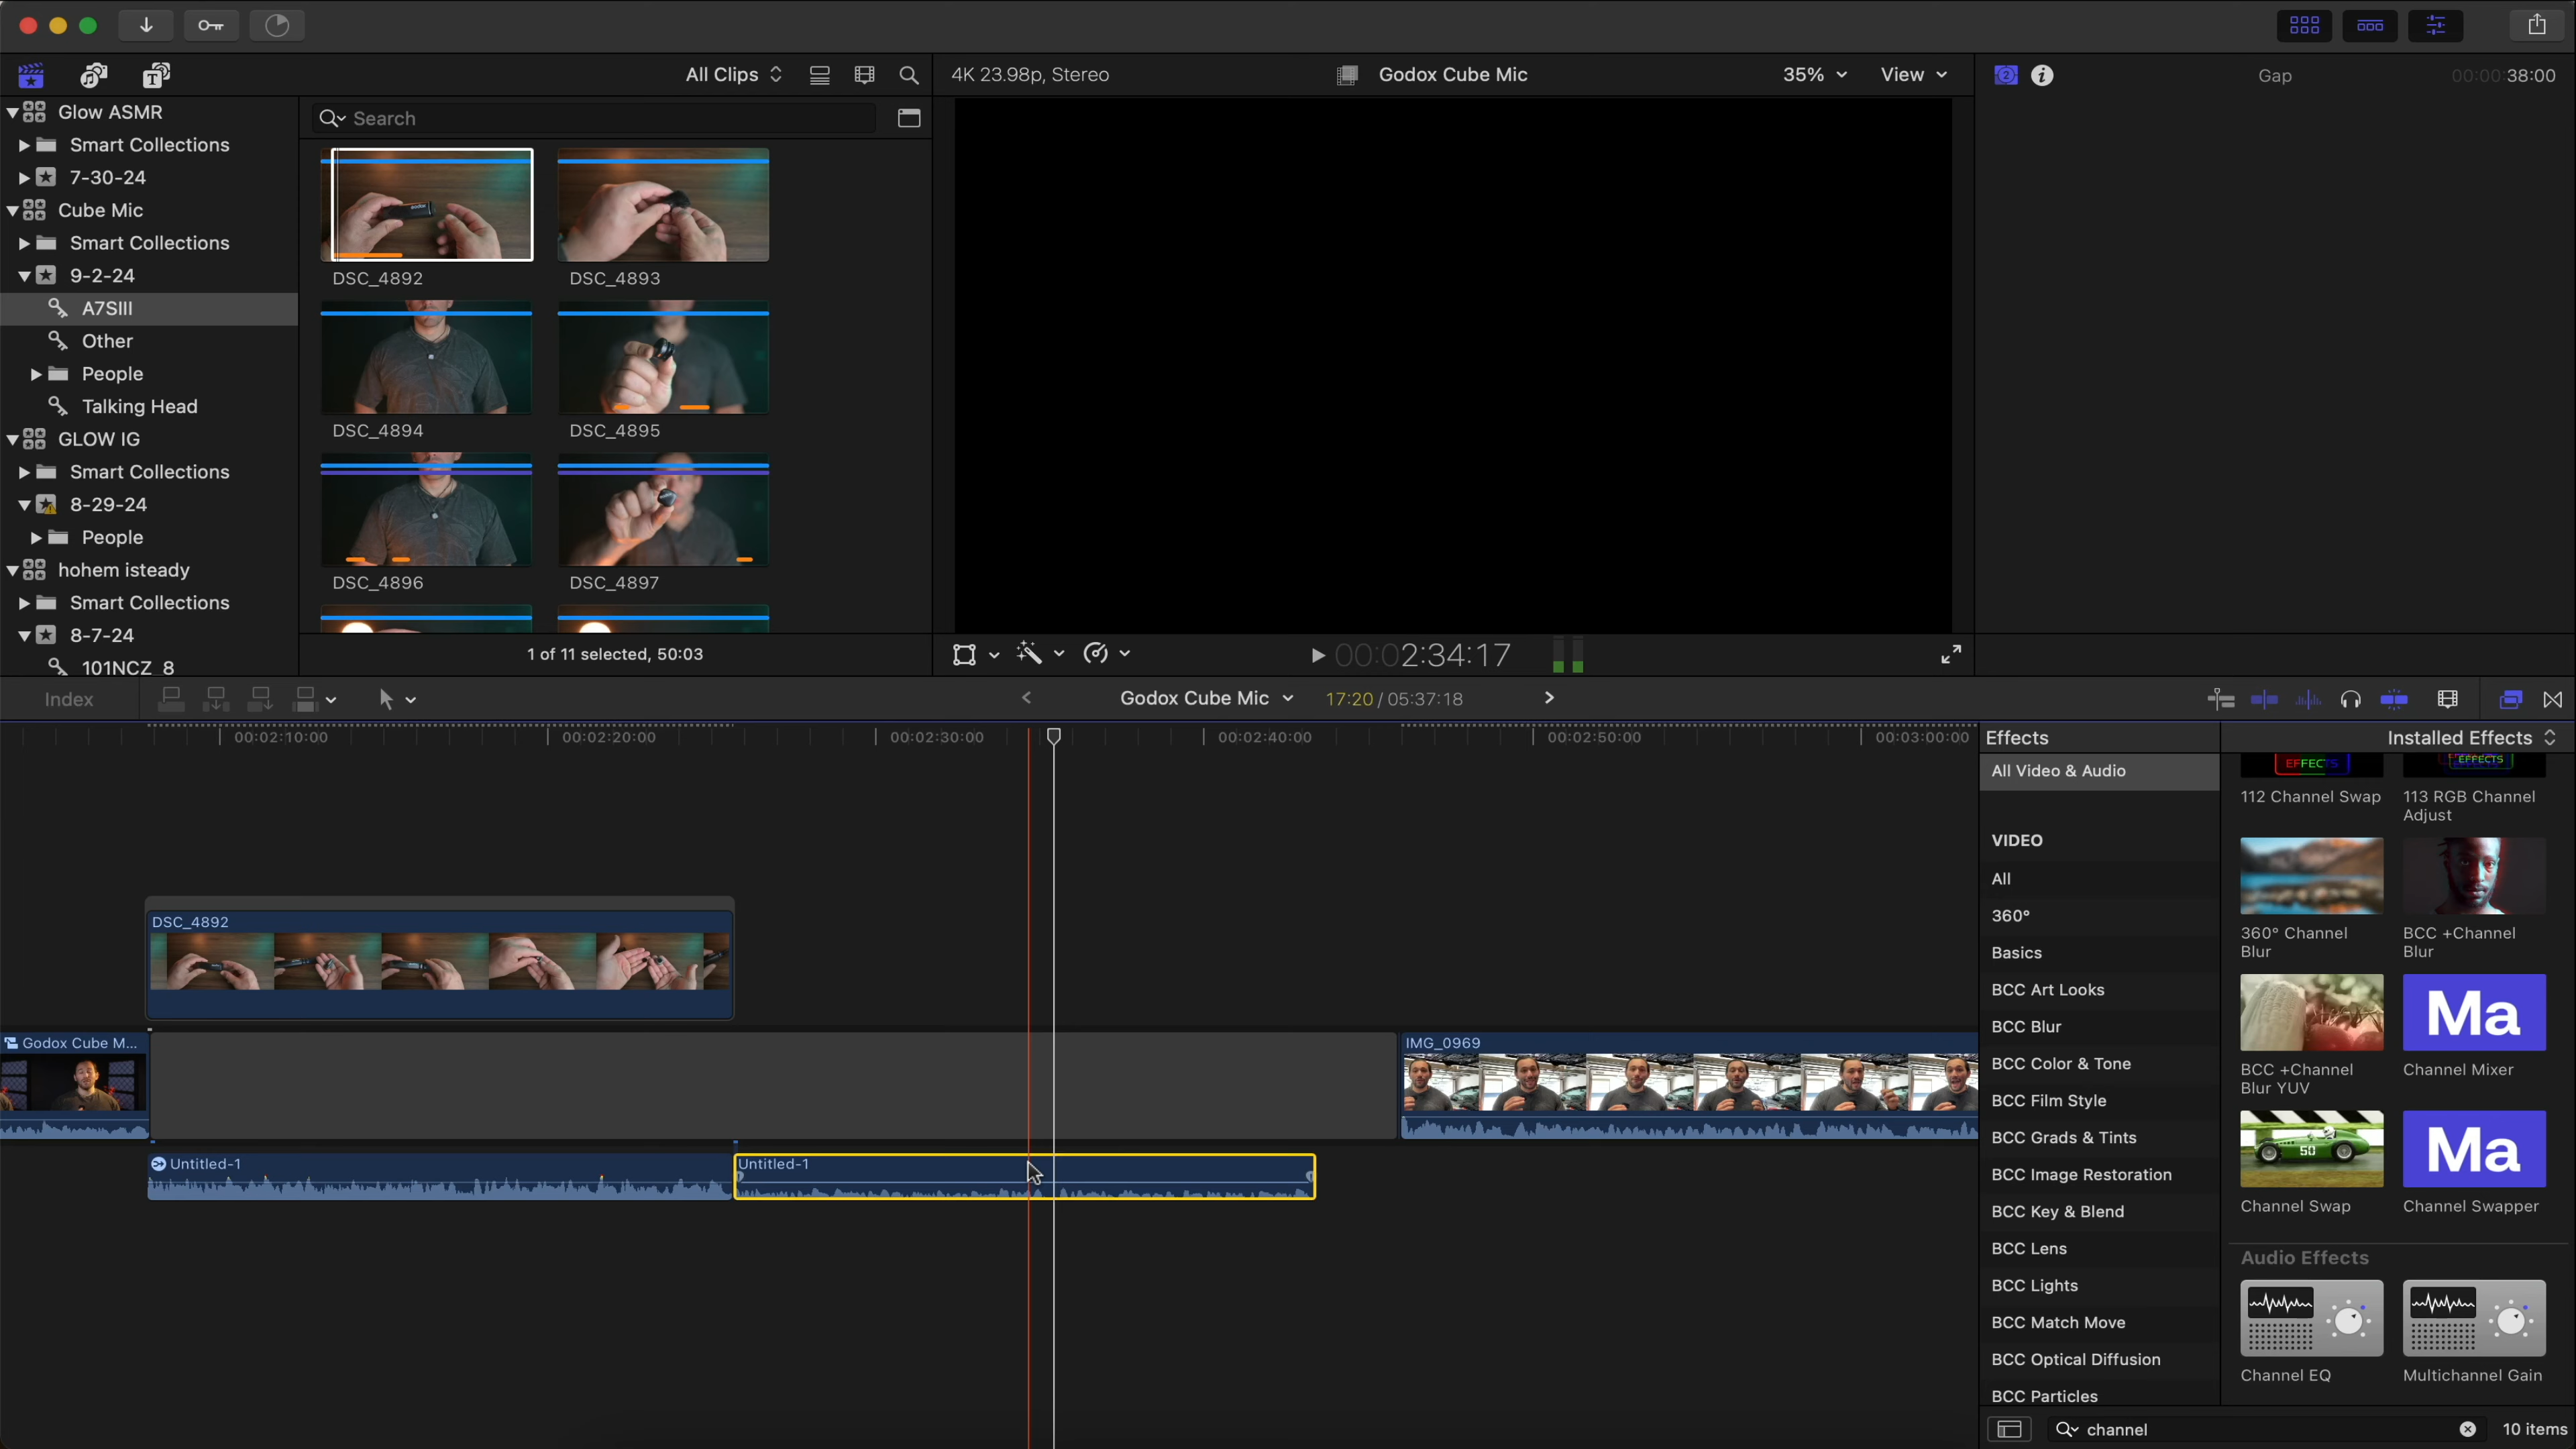 All Clips
4K 23.98p, Stereo
Godox Cube Mic
35%
View
Gap
00:00:38:00
Glow ASMR
Smart Collections
7-30-24
Cube Mic
Smart Collections
9-2-24
A7SIII
Other
People
Talking Head
GLOW IG
Smart Collections
8-29-24
People
hohem isteady
Smart Collections
8-7-24
101NCZ_8
Search
DSC_4892
DSC_4893
DSC_4894
DSC_4895
DSC_4896
DSC_4897
1 of 11 selected, 50:03
00:02:34:17
Index
Godox Cube Mic
17:20 / 05:37:18
00:02:10:00
00:02:20:00
00:02:30:00
00:02:40:00
00:02:50:00
00:03:00:00
DSC_4892
Godox Cube M...
IMG_0969
Untitled-1
Untitled-1
Effects
Installed Effects
All Video & Audio
VIDEO
All
360°
Basics
BCC Art Looks
BCC Blur
BCC Color & Tone
BCC Film Style
BCC Grads & Tints
BCC Image Restoration
BCC Key & Blend
BCC Lens
BCC Lights
BCC Match Move
BCC Optical Diffusion
BCC Particles
EFFECTS
EFFECTS
112 Channel Swap
113 RGB Channel
Adjust
360° Channel
Blur
BCC +Channel
Blur
BCC +Channel
Blur YUV
Ma
Channel Mixer
50
Channel Swap
Ma
Channel Swapper
Audio Effects
Channel EQ
Multichannel Gain
channel
10 items